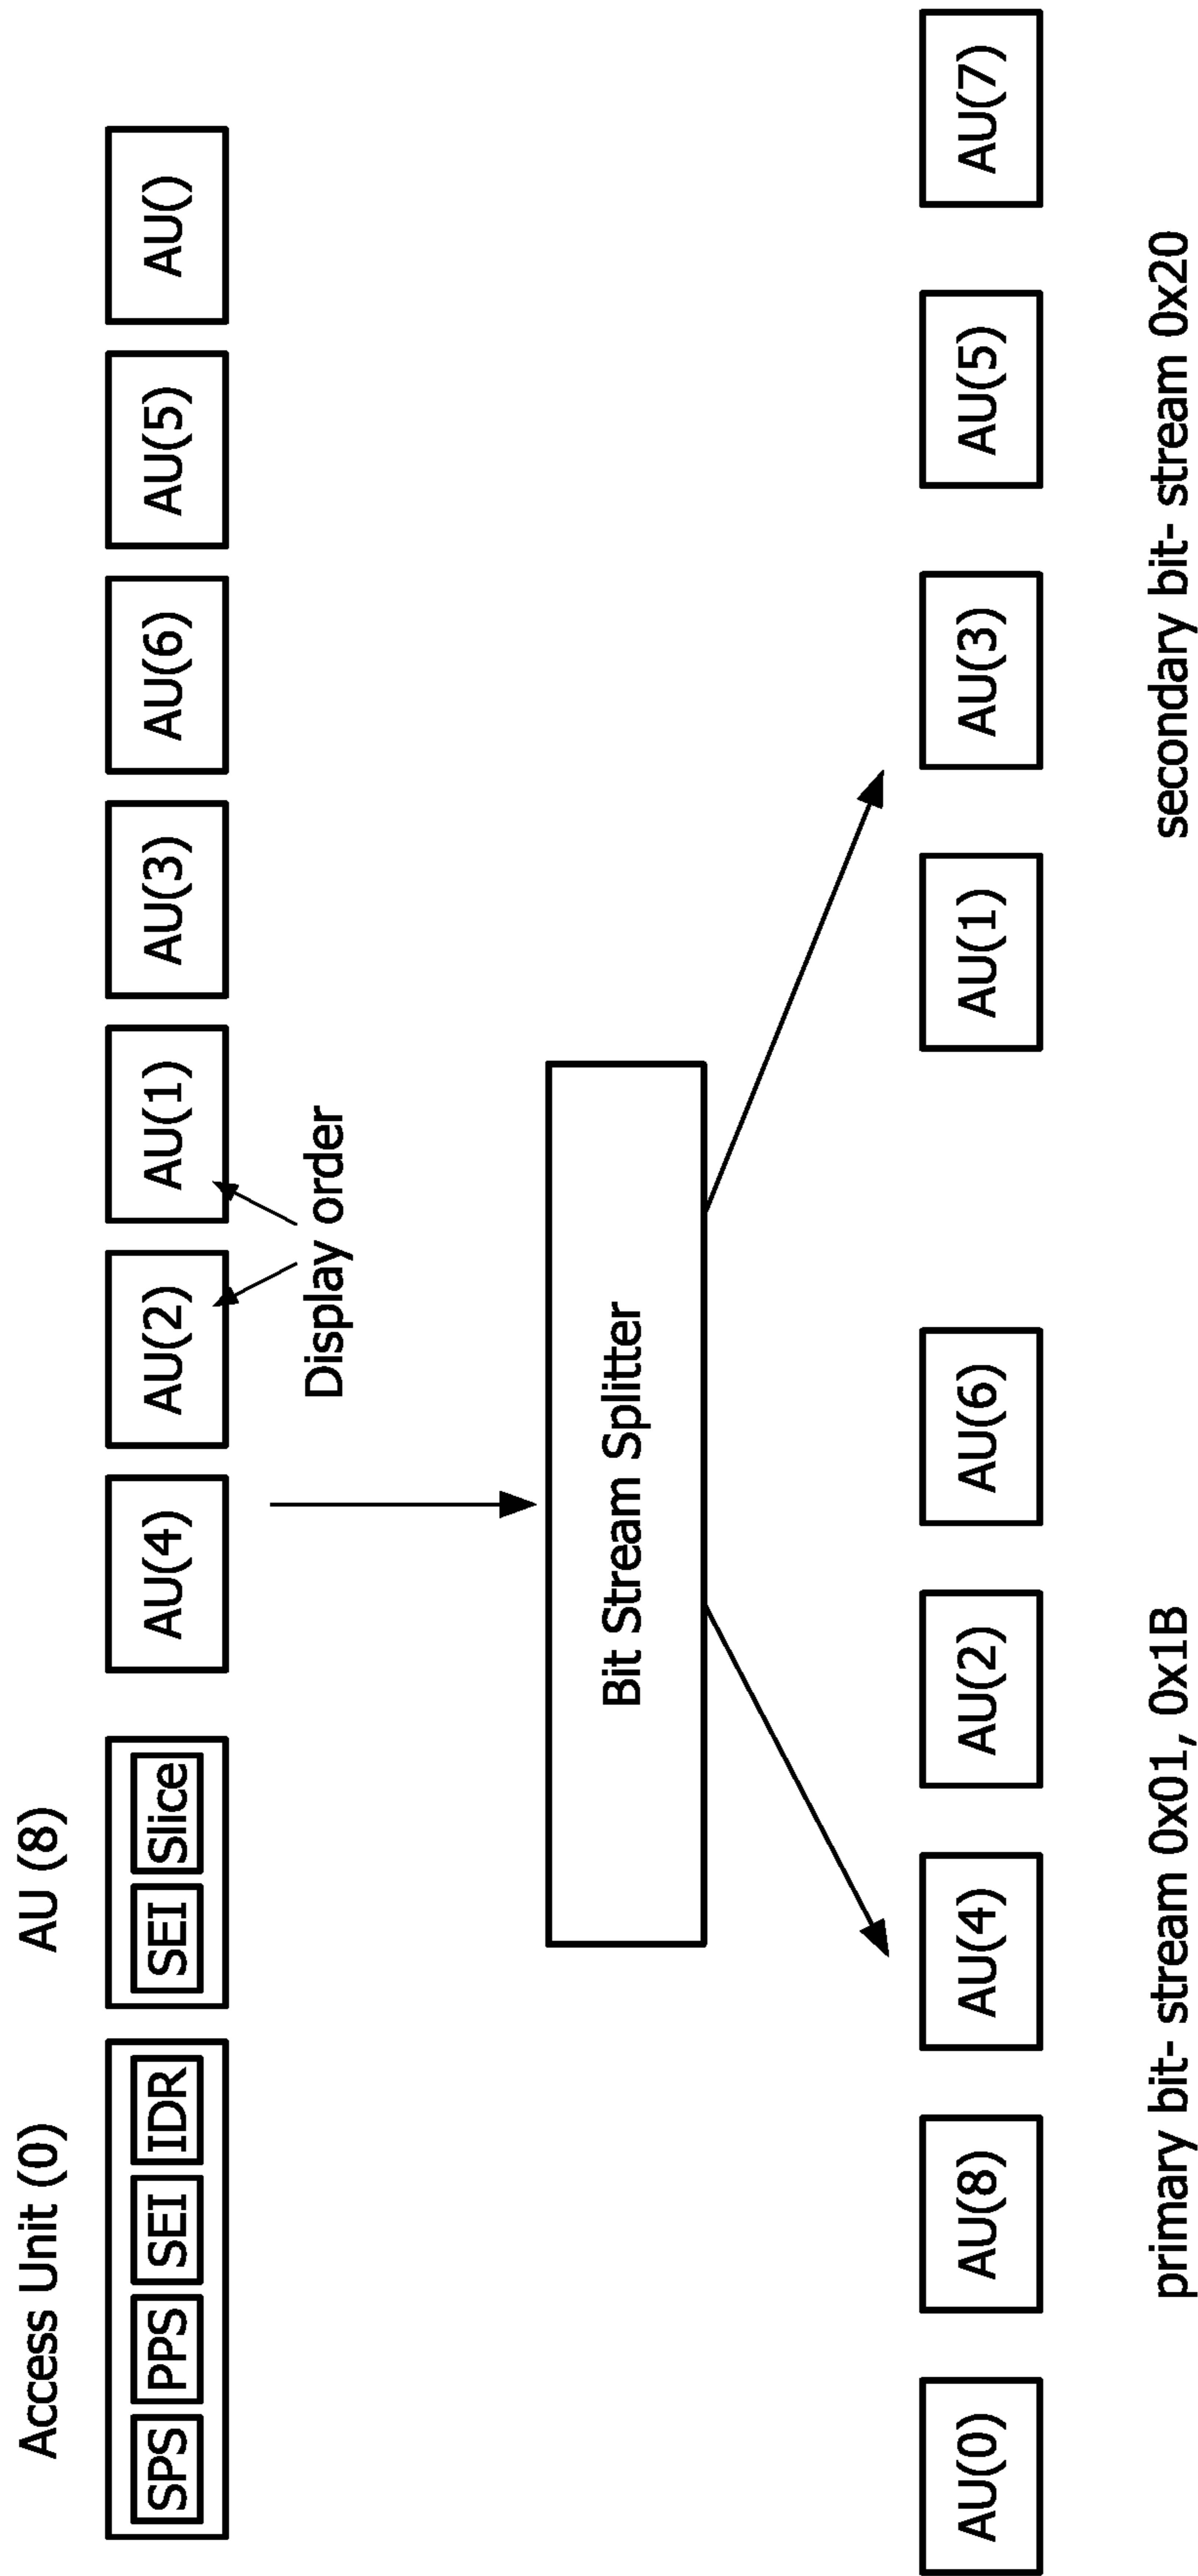 Access Unit (0) AU (8)
SPS PPS SEI IDR SEI Slice AU(4) AU(2) AU(1) AU(3) AU(6) AU(5) AU()
Display order
Bit Stream Splitter
AU(0) AU(8) AU(4) AU(2) AU(6) AU(1) AU(3) AU(5) AU(7)
primary bit- stream 0x01, 0x1B secondary bit- stream 0x20